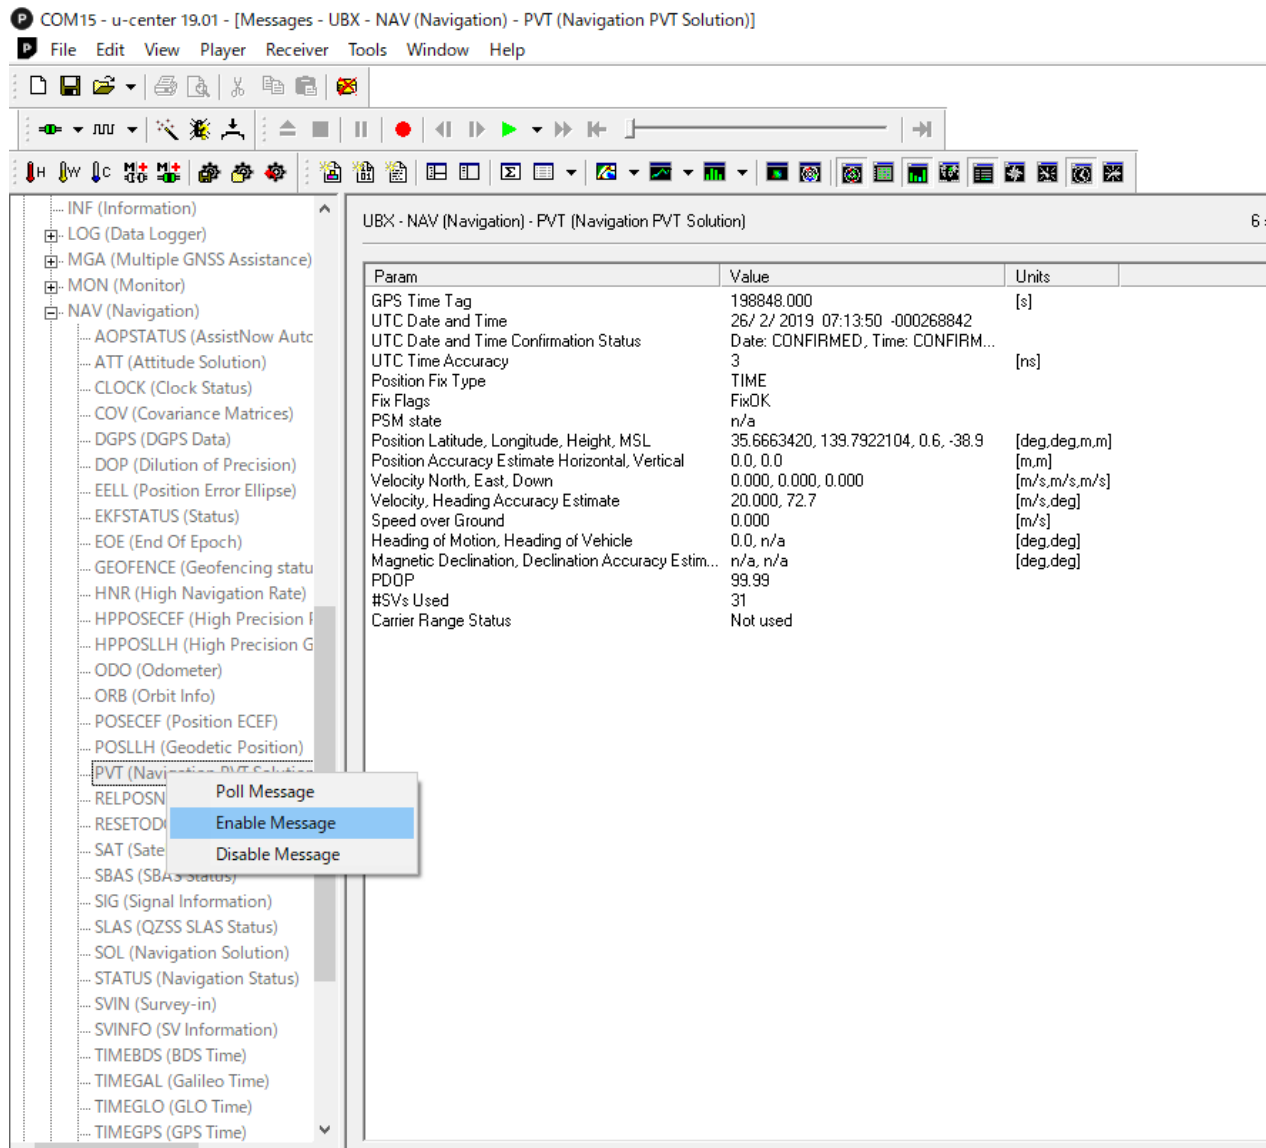 COM15 - u-center 19.01 - [Messages - UBX - NAV (Navigation) - PVT (Navigation PVT Solution)]
File Edit View Player Receiver Tools Window Help
INF (Information)
LOG (Data Logger)
MGA (Multiple GNSS Assistance)
MON (Monitor)
NAV (Navigation)
AOPSTATUS (AssistNow Autc
ATT (Attitude Solution)
CLOCK (Clock Status)
COV (Covariance Matrices)
DGPS (DGPS Data)
DOP (Dilution of Precision)
EELL (Position Error Ellipse)
EKFSTATUS (Status)
EOE (End Of Epoch)
GEOFENCE (Geofencing statu
HNR (High Navigation Rate)
HPPOSECEF (High Precision
HPPOSLLH (High Precision G
ODO (Odometer)
ORB (Orbit Info)
POSECEF (Position ECEF)
POSLLH (Geodetic Position)
PVT (Navigation PVT Solution
RELPOSN
RESETOD
SAT (Sate
SBAS (SBAS Status)
SIG (Signal Information)
SLAS (QZSS SLAS Status)
SOL (Navigation Solution)
STATUS (Navigation Status)
SVIN (Survey-in)
SVINFO (SV Information)
TIMEBDS (BDS Time)
TIMEGAL (Galileo Time)
TIMEGLO (GLO Time)
TIMEGPS (GPS Time)
Poll Message
Enable Message
Disable Message
UBX - NAV (Navigation) - PVT (Navigation PVT Solution) 6
Param Value Units
GPS Time Tag 198848.000 [s]
UTC Date and Time 26/ 2/ 2019 07:13:50 -000268842
UTC Date and Time Confirmation Status Date: CONFIRMED, Time: CONFIRM...
UTC Time Accuracy 3 [ns]
Position Fix Type TIME
Fix Flags FixOK
PSM state n/a
Position Latitude, Longitude, Height, MSL 35.6663420, 139.7922104, 0.6, -38.9 [deg,deg,m,m]
Position Accuracy Estimate Horizontal, Vertical 0.0, 0.0 [m,m]
Velocity North, East, Down 0.000, 0.000, 0.000 [m/s,m/s,m/s]
Velocity, Heading Accuracy Estimate 20.000, 72.7 [m/s,deg]
Speed over Ground 0.000 [m/s]
Heading of Motion, Heading of Vehicle 0.0, n/a [deg,deg]
Magnetic Declination, Declination Accuracy Estim... n/a, n/a [deg,deg]
PDOP 99.99
#SVs Used 31
Carrier Range Status Not used